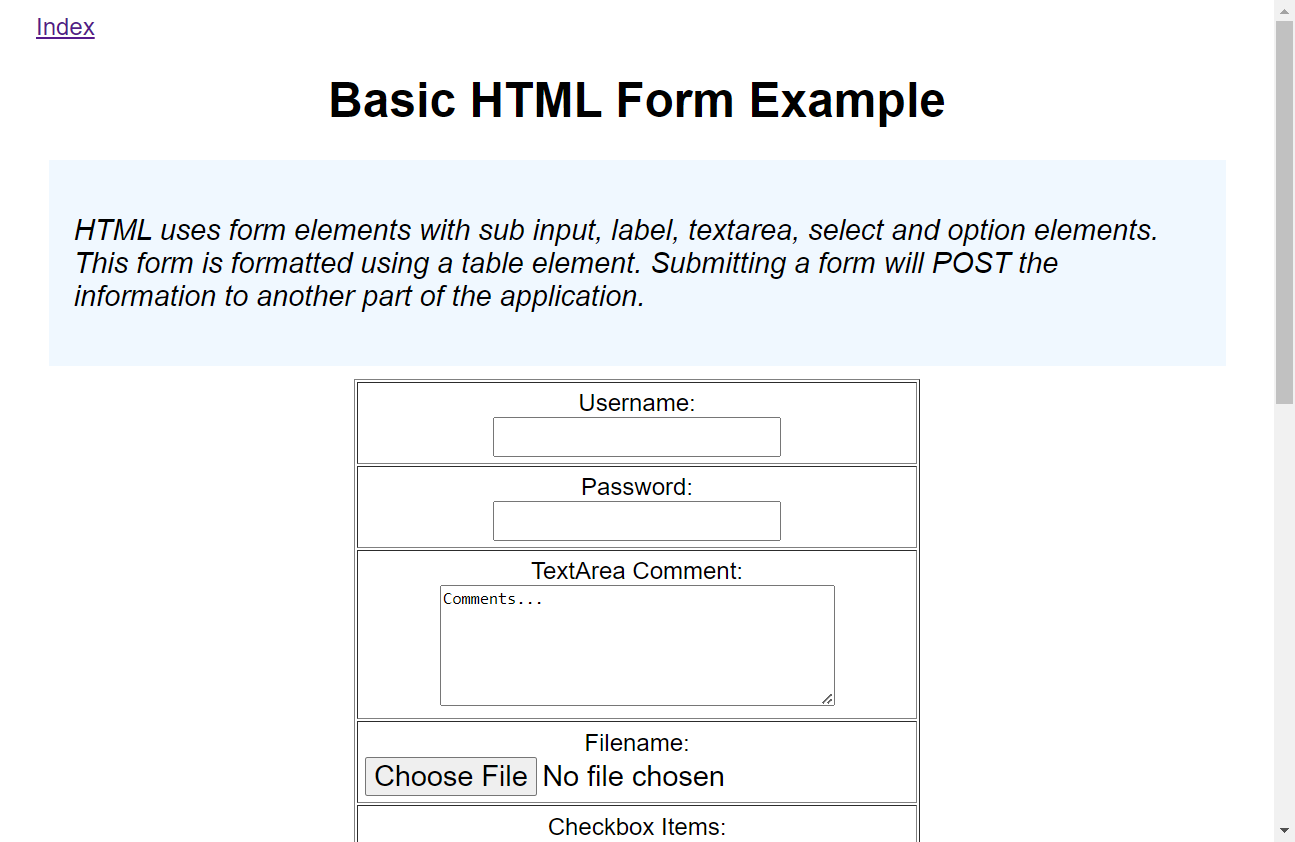 Index
Basic HTML Form Example
HTML uses form elements with sub input, label, textarea, select and option elements.
This form is formatted using a table element. Submitting a form will POST the
information to another part of the application.
Username:
Password:
TextArea Comment:
Comments...
Filename:
Choose File No file chosen
Checkbox Items: